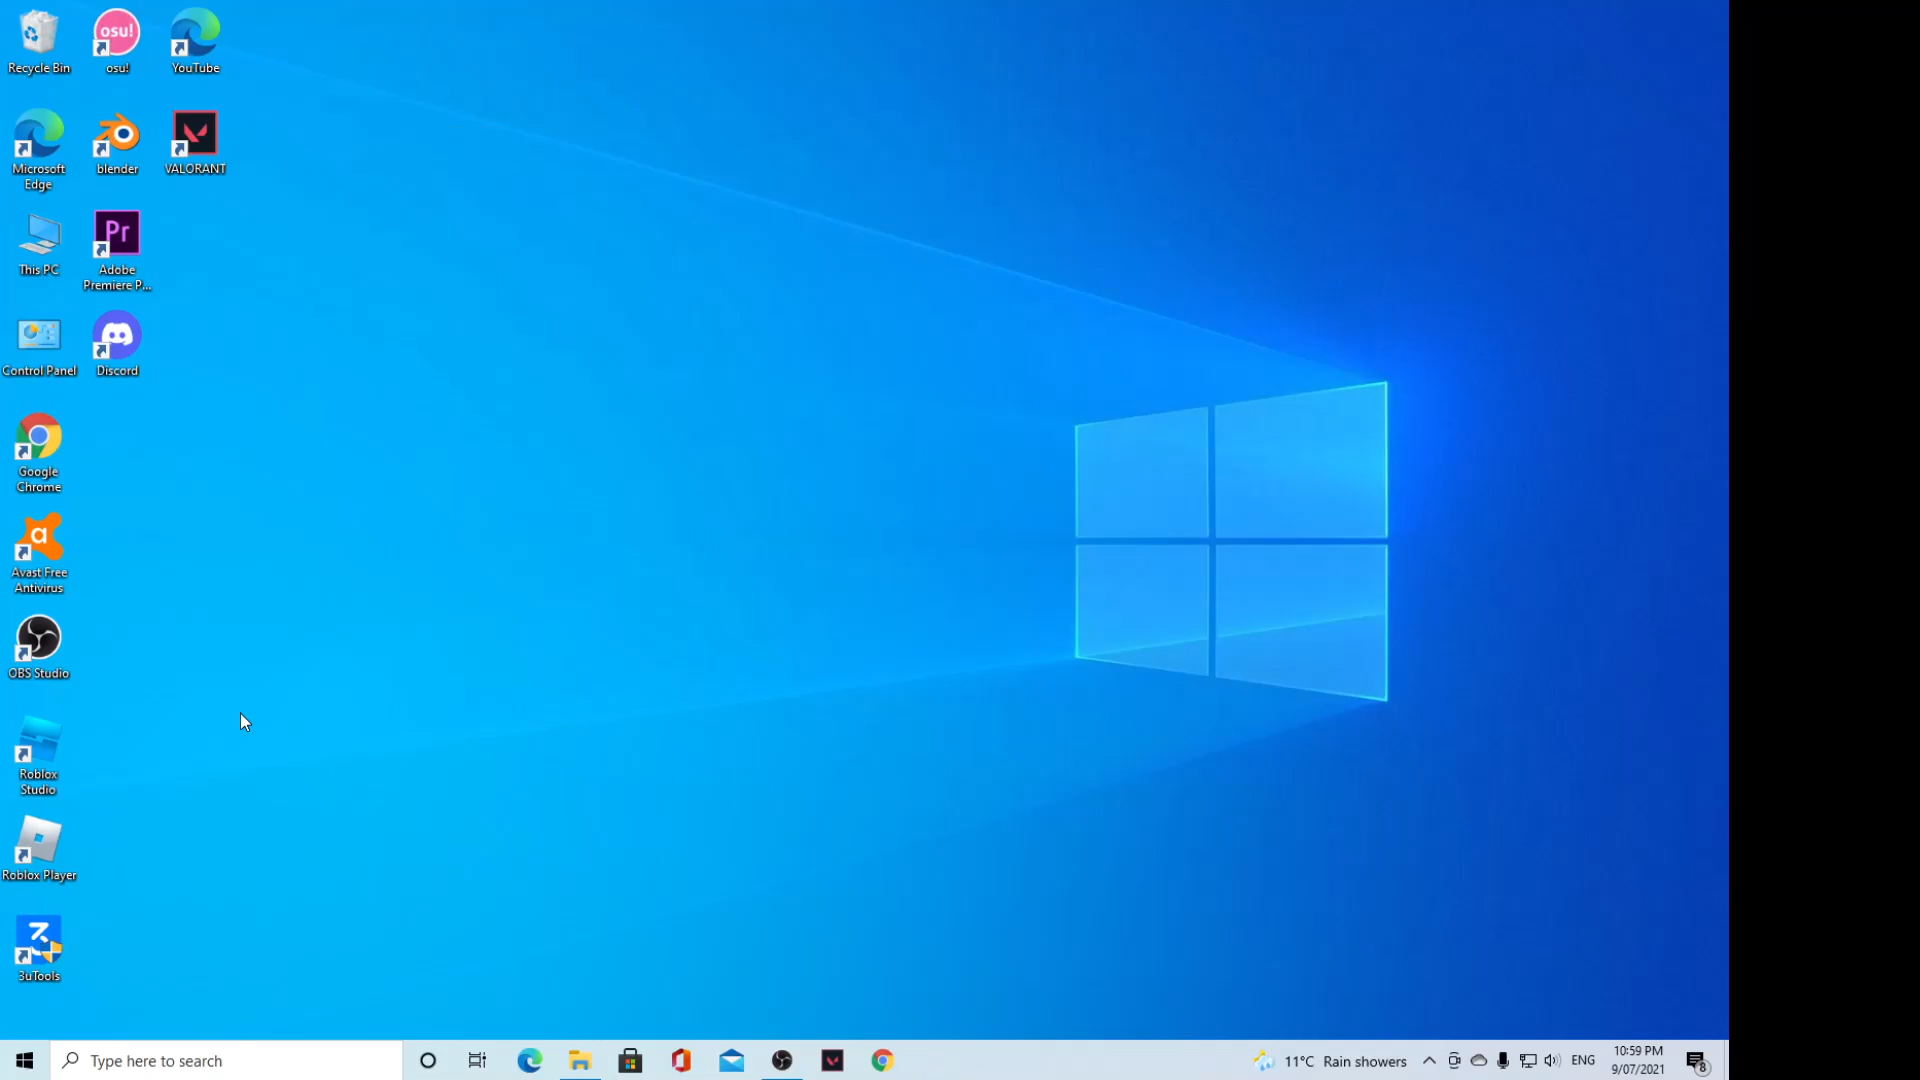 Recycle Bin
osu!
osu!
YouTube
Microsoft
Edge
blender
VALORANT
This PC
Pr
Adobe
Premiere P...
Control Panel
Discord
Google
Chrome
a
Avast Free
Antivirus
OBS Studio
Roblox
Studio
Roblox Player
3uTools
Type here to search
11°C Rain showers
ENG
10:59 PM
9/07/2021
8